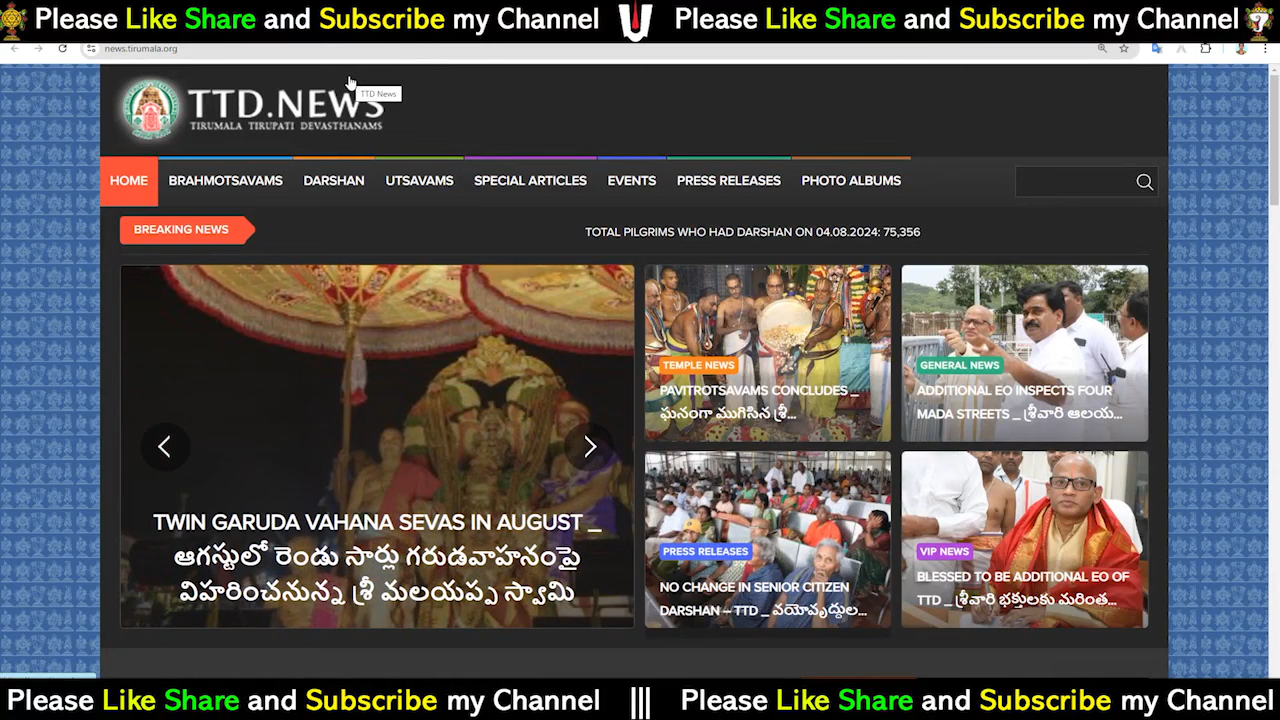 Please Like Share and Subscribe my Channel
Please Like Share and Subscribe my Channel
news.tirumala.org
TTD.NEWS
TIRUMALA TIRUPATI DEVASTHANAMS
TTD News
HOME BRAHMOTSAVAMS DARSHAN UTSAVAMS SPECIAL ARTICLES EVENTS PRESS RELEASES PHOTO ALBUMS
BREAKING NEWS
TOTAL PILGRIMS WHO HAD DARSHAN ON 04.08.2024: 75,356
TWIN GARUDA VAHANA SEVAS IN AUGUST _
ఆగస్టులో రెండు సార్లు గరుడవాహనంపై
విహరించనున్న శ్రీ మలయప్ప స్వామి
TEMPLE NEWS
PAVITROTSAVAMS CONCLUDES _
ఘనంగా ముగిసిన శ్రీ...
GENERAL NEWS
ADDITIONAL EO INSPECTS FOUR
MADA STREETS _ శ్రీవారి ఆలయ...
PRESS RELEASES
NO CHANGE IN SENIOR CITIZEN
DARSHAN – TTD _ వయోవృద్ధుల...
VIP NEWS
BLESSED TO BE ADDITIONAL EO OF
TTD _ శ్రీవారి భక్తులకు మరింత...
Please Like Share and Subscribe my Channel
|||
Please Like Share and Subscribe my Channel